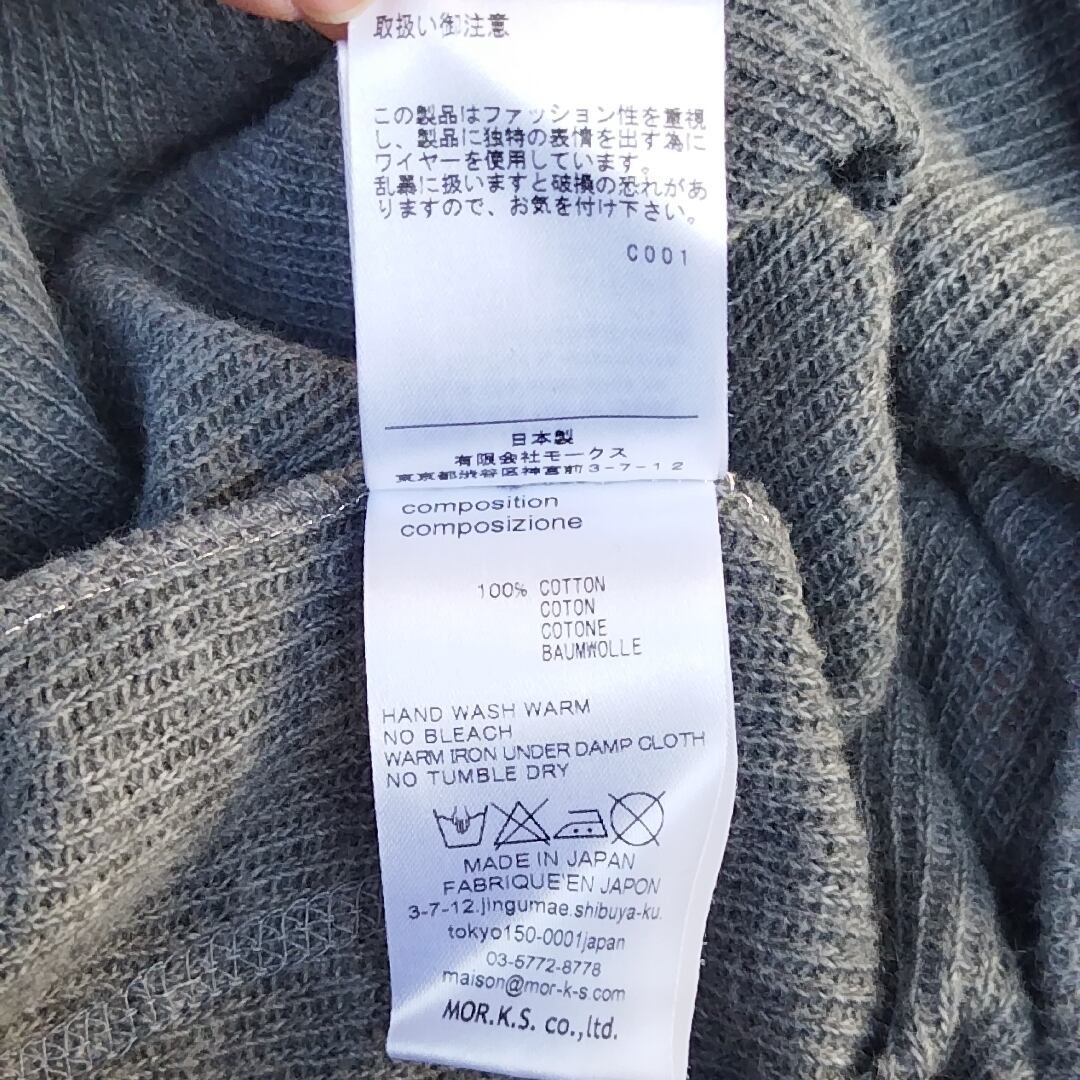 取扱い御注意
この製品はファッション性を重視
し、製品に独特の表情を出す為に
ワイヤーを使用しています。
乱暴に扱いますと破損の恐れがあ
りますので、お気を付け下さい。
C001
日本製
有限会社モークス
東京都渋谷区神宮前3-7-12
composition
composizione
100% COTTON
COTON
COTONE
BAUMWOLLE
HAND WASH WARM
NO BLEACH
WARM IRON UNDER DAMP CLOTH
NO TUMBLE DRY
MADE IN JAPAN
FABRIQUE'EN JAPON
3-7-12.jingumae.shibuya-ku.
tokyo150-0001japan
03-5772-8778
maison@mor-k-s.com
MOR.K.S. co.,ltd.